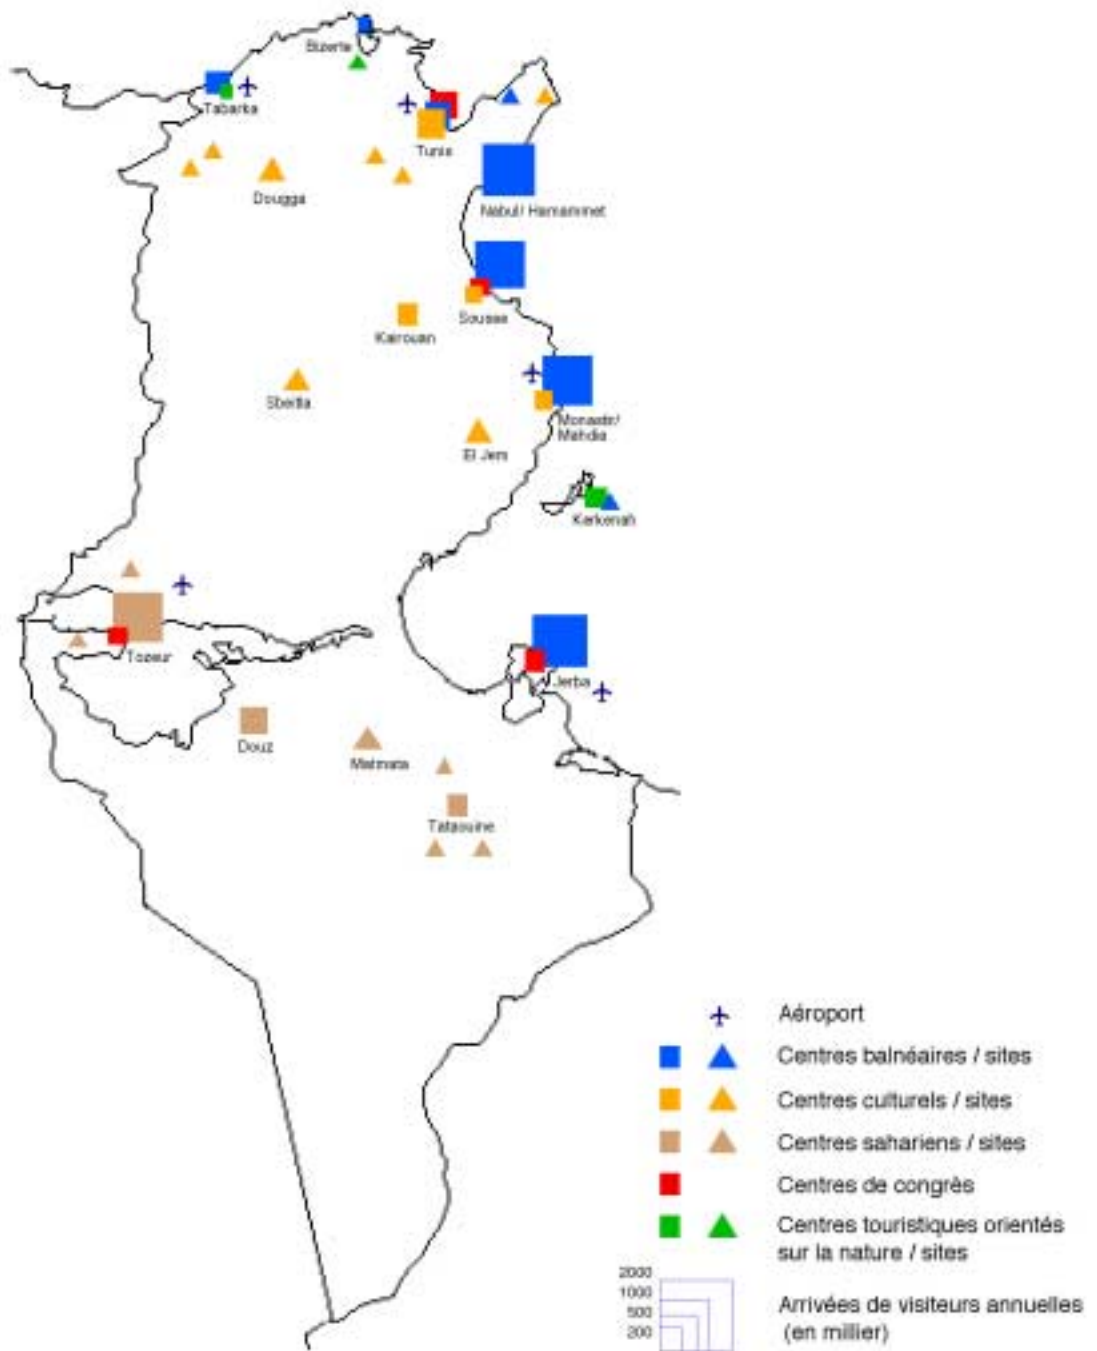 Bizerte
Tabarka
Tunis
Dougga
Nabul/ Hamammet
Sousse
Kairouan
Sbeitla
Monastir/
Mahdia
El Jem
Kerkenah
Tozeur
Jerba
Douz
Matmata
Tataouine
Aéroport
Centres balnéaires / sites
Centres culturels / sites
Centres sahariens / sites
Centres de congrès
Centres touristiques orientés
sur la nature / sites
2000
1000
500
200
Arrivées de visiteurs annuelles
(en millier)